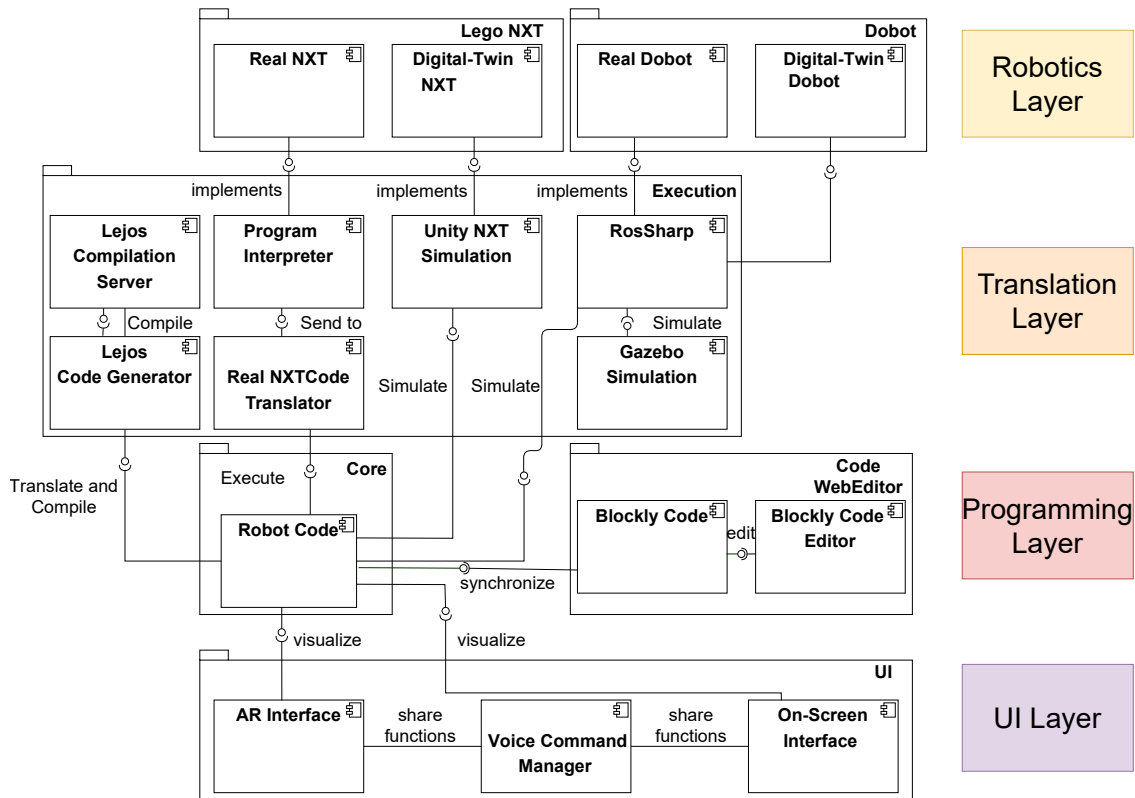 Lego NXT
Dobot
Real NXT
Digital-Twin
NXT
Real Dobot
Digital-Twin
Dobot
Robotics
Layer
implements
implements
implements
Execution
Lejos
Compilation
Server
Program
Interpreter
Unity NXT
Simulation
RosSharp
Translation
Layer
Compile
Send to
Simulate
Lejos
Code Generator
Real NXTCode
Translator
Gazebo
Simulation
Simulate
Simulate
Translate and
Compile
Execute
Core
Code
WebEditor
Robot Code
Blockly Code
edit
Blockly Code
Editor
Programming
Layer
synchronize
visualize
visualize
UI
AR Interface
share
functions
Voice Command
Manager
share
functions
On-Screen
Interface
UI Layer